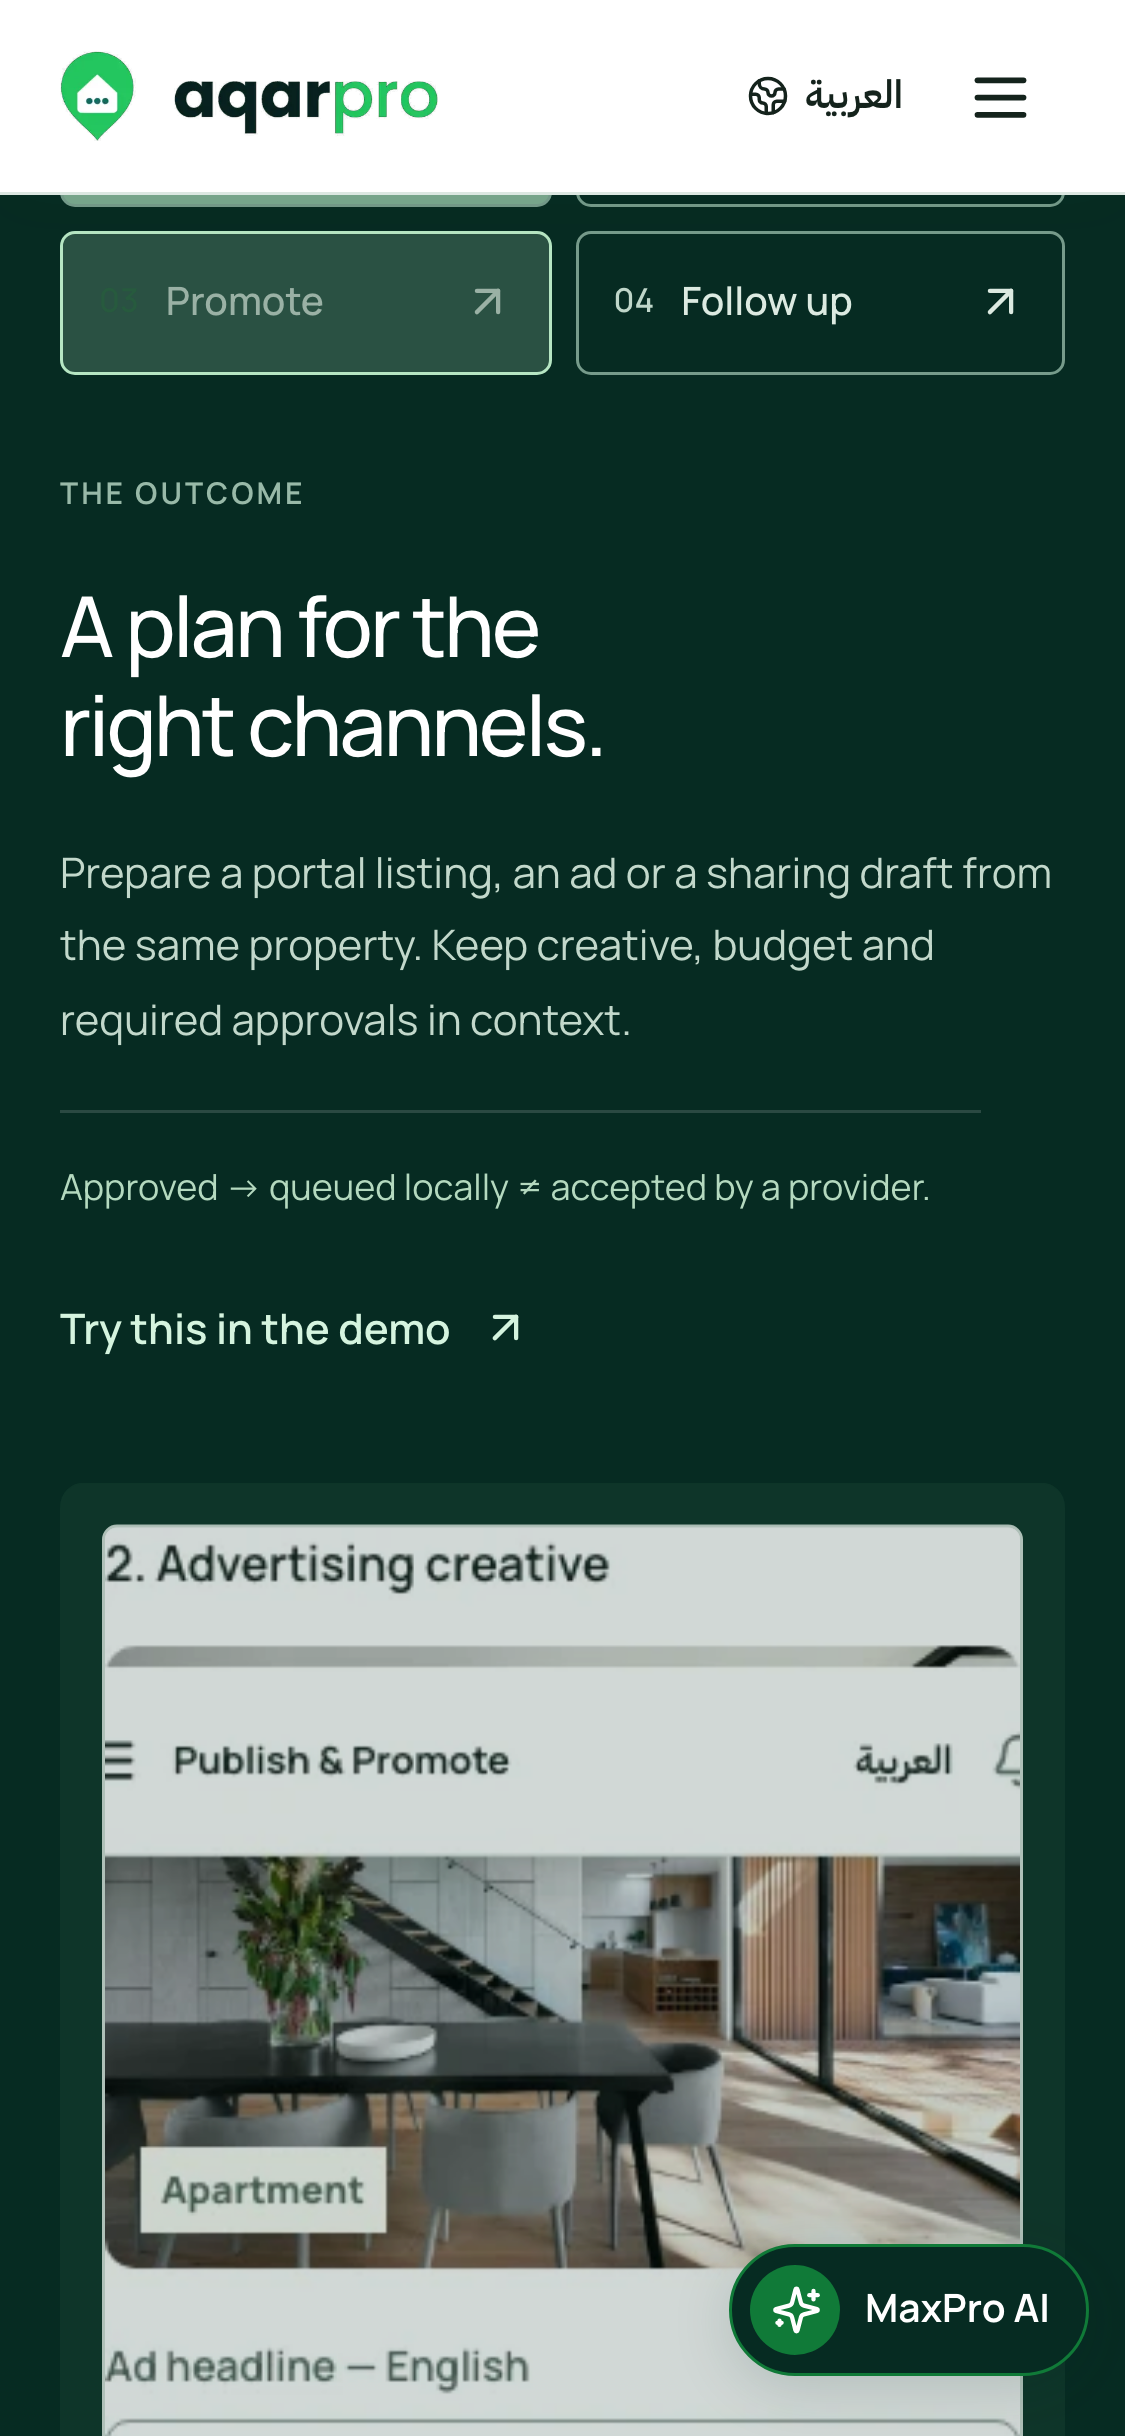 aqarpro
العربية
03 Promote
04 Follow up
THE OUTCOME
A plan for the
right channels.
Prepare a portal listing, an ad or a sharing draft from
the same property. Keep creative, budget and
required approvals in context.
Approved → queued locally ≠ accepted by a provider.
Try this in the demo
2. Advertising creative
Publish & Promote
العربية
Apartment
MaxPro AI
Ad headline — English